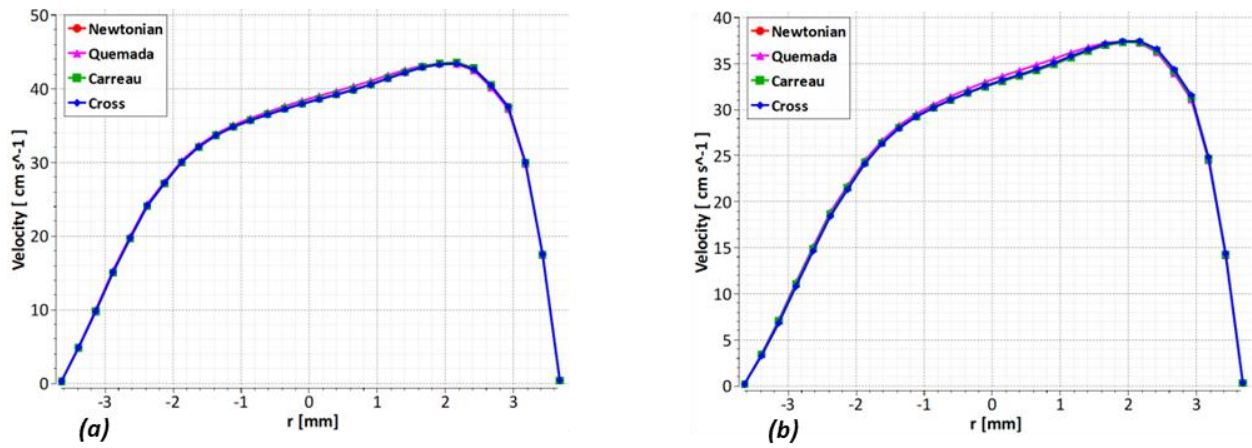 50
40
30
20
10
0
Velocity [ cm s^-1 ]
Newtonian
Quemada
Carreau
Cross
-3 -2 -1 0 1 2 3
r [mm]
(a)
40
35
30
25
20
15
10
5
0
Velocity [ cm s^-1 ]
Newtonian
Quemada
Carreau
Cross
-3 -2 -1 0 1 2 3
r [mm]
(b)